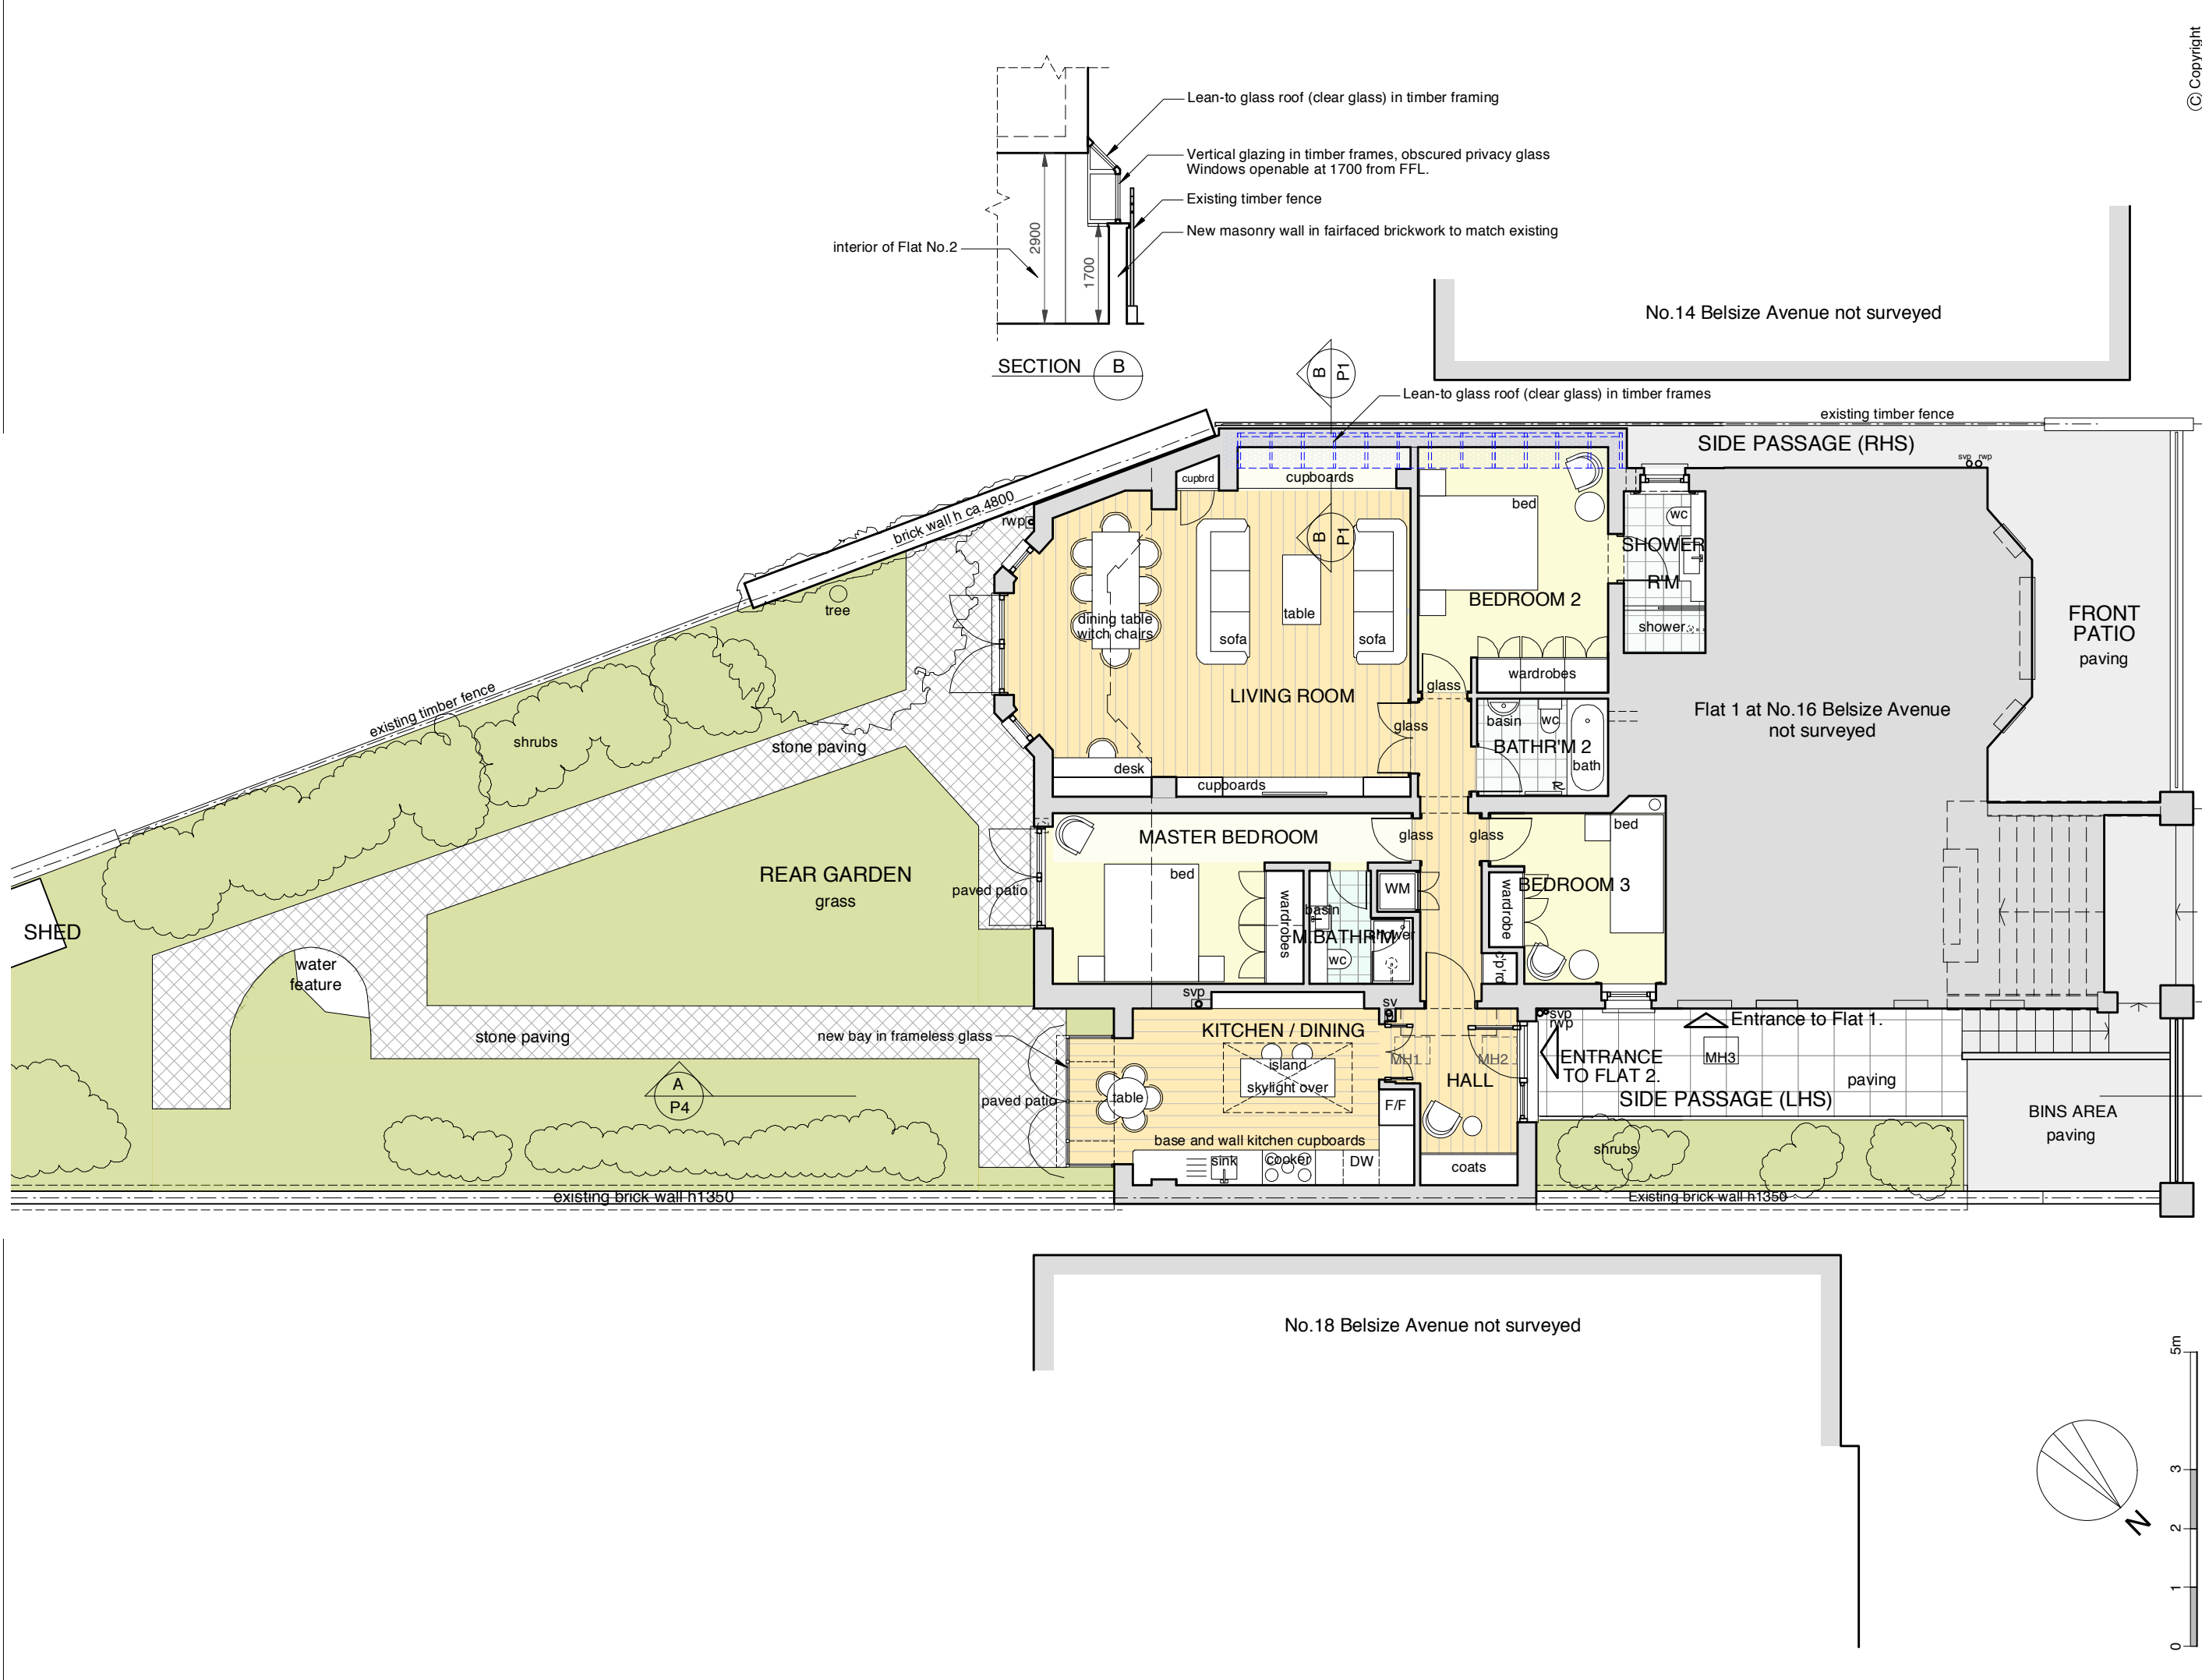 © Copyright
Lean-to glass roof (clear glass) in timber framing
Vertical glazing in timber frames, obscured privacy glass
Windows openable at 1700 from FFL.
Existing timber fence
New masonry wall in fairfaced brickwork to match existing
interior of Flat No.2
2900
1700
SECTION B
No.14 Belsize Avenue not surveyed
B
P1
Lean-to glass roof (clear glass) in timber frames
existing timber fence
SIDE PASSAGE (RHS)
svp rwp
brick wall h ca 4800
rwp
cupbrd
cupboards
bed
wc
SHOWER
R'M
shower
B
P1
BEDROOM 2
wardrobes
glass
tree
dining table
witch chairs
sofa
table
sofa
LIVING ROOM
glass
desk
cupboards
basin
wc
BATHR'M 2
bath
R
Flat 1 at No.16 Belsize Avenue
not surveyed
FRONT
PATIO
paving
existing timber fence
shrubs
stone paving
MASTER BEDROOM
glass
glass
bed
bed
WM
wardrobes
basin
M.BATHR'M
shower
wc
wardrobe
BEDROOM 3
c'p'rd
REAR GARDEN
grass
paved patio
SHED
water
feature
svp
sv
svp
rwp
stone paving
new bay in frameless glass
KITCHEN / DINING
island
skylight over
MH1
MH2
HALL
ENTRANCE
TO FLAT 2.
Entrance to Flat 1.
MH3
paving
SIDE PASSAGE (LHS)
A
P4
paved patio
table
F/F
base and wall kitchen cupboards
sink
cooker
DW
coats
shrubs
BINS AREA
paving
existing brick wall h1350
Existing brick wall h1350
No.18 Belsize Avenue not surveyed
N
5m
3
2
1
0